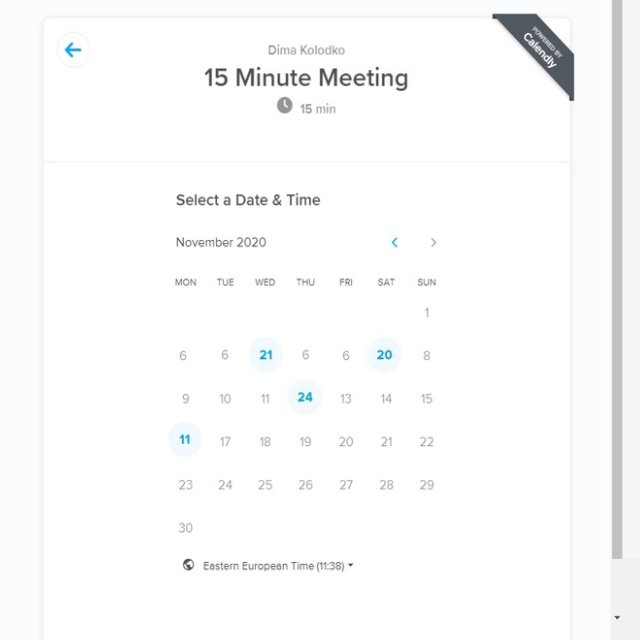 Dima Kolodko
15 Minute Meeting
15 min
POWERED BY
Calendly
Select a Date & Time
November 2020
MON TUE WED THU FRI SAT SUN
1
6 6 21 6 6 20 8
9 10 11 24 13 14 15
11 17 18 19 20 21 22
23 24 25 26 27 28 29
30
Eastern European Time (11:38)